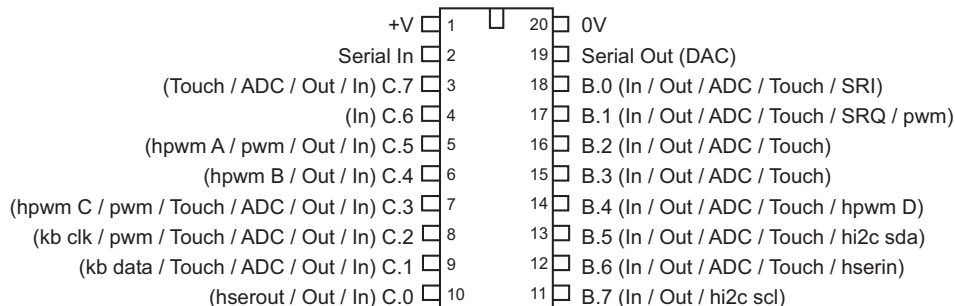 +V 1 20 0V
Serial In 2 19 Serial Out (DAC)
(Touch / ADC / Out / In) C.7 3 18 B.0 (In / Out / ADC / Touch / SRI)
(In) C.6 4 17 B.1 (In / Out / ADC / Touch / SRQ / pwm)
(hpwm A / pwm / Out / In) C.5 5 16 B.2 (In / Out / ADC / Touch)
(hpwm B / Out / In) C.4 6 15 B.3 (In / Out / ADC / Touch)
(hpwm C / pwm / Touch / ADC / Out / In) C.3 7 14 B.4 (In / Out / ADC / Touch / hpwm D)
(kb clk / pwm / Touch / ADC / Out / In) C.2 8 13 B.5 (In / Out / ADC / Touch / hi2c sda)
(kb data / Touch / ADC / Out / In) C.1 9 12 B.6 (In / Out / ADC / Touch / hserin)
(hserout / Out / In) C.0 10 11 B.7 (In / Out / hi2c scl)